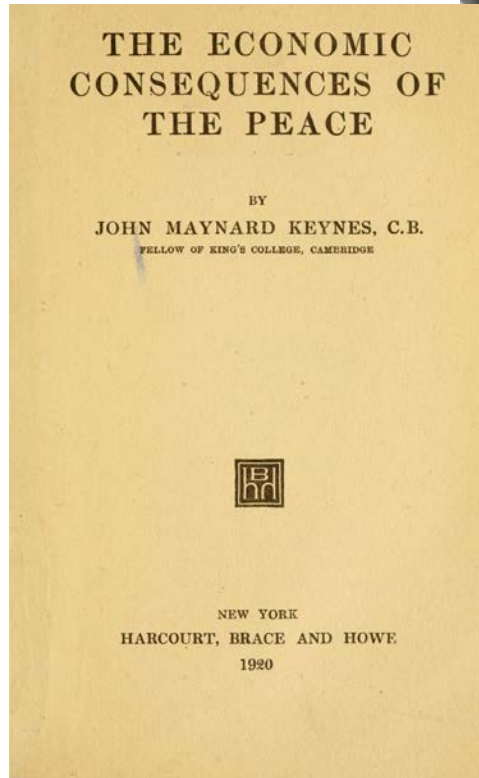 THE ECONOMIC
CONSEQUENCES OF
THE PEACE
BY
JOHN MAYNARD KEYNES, C.B.
FELLOW OF KING'S COLLEGE, CAMBRIDGE
HBH
NEW YORK
HARCOURT, BRACE AND HOWE
1920